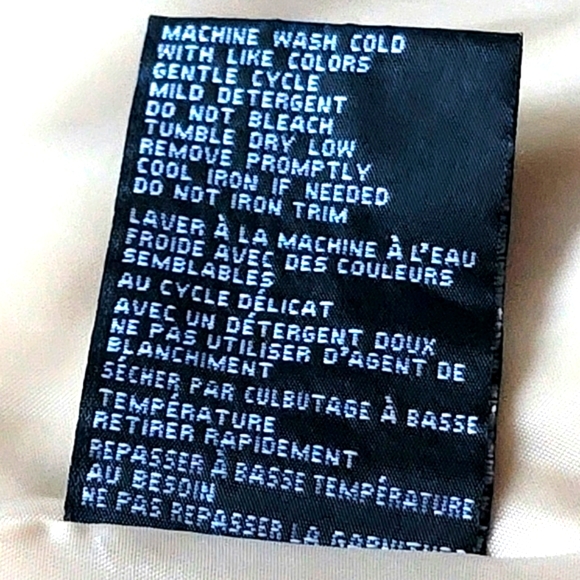 MACHINE WASH COLD
WITH LIKE COLORS
GENTLE CYCLE
MILD DETERGENT
DO NOT BLEACH
TUMBLE DRY LOW
REMOVE PROMPTLY
COOL IRON IF NEEDED
DO NOT IRON TRIM
LAVER À LA MACHINE À L'EAU
FROIDE AVEC DES COULEURS
SEMBLABLES
AU CYCLE DÉLICAT
AVEC UN DÉTERGENT DOUX
NE PAS UTILISER D'AGENT DE
BLANCHIMENT
SÉCHER PAR CULBUTAGE À BASSE
TEMPÉRATURE
RETIRER RAPIDEMENT
REPASSER À BASSE TEMPÉRATURE
AU BESOIN
NE PAS REPASSER LA GARNITURE